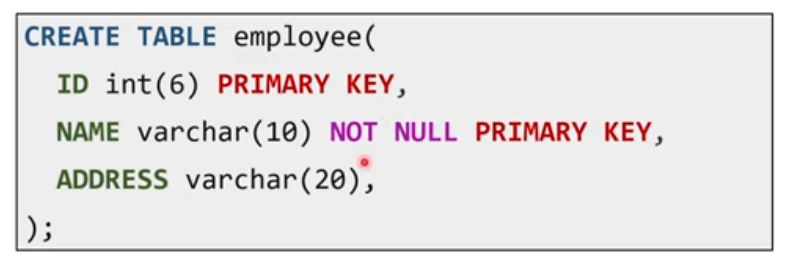 CREATE TABLE employee(
ID int(6) PRIMARY KEY,
NAME varchar(10) NOT NULL PRIMARY KEY,
ADDRESS varchar(20),
);